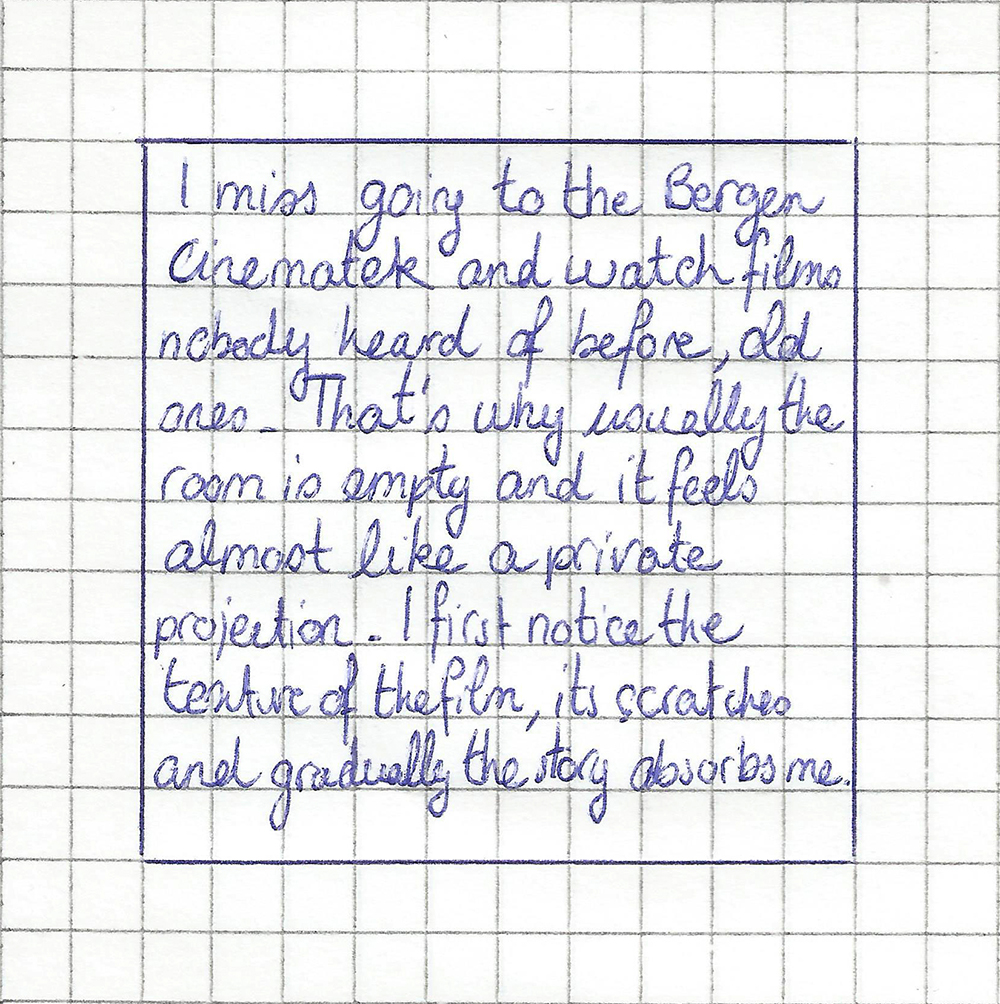 I miss going to the Bergen
Cinematek and watch films
nobody heard of before, old
ones. That's why usually the
room is empty and it feels
almost like a private
projection. I first notice the
texture of the film, its scratches
and gradually the story absorbs me.